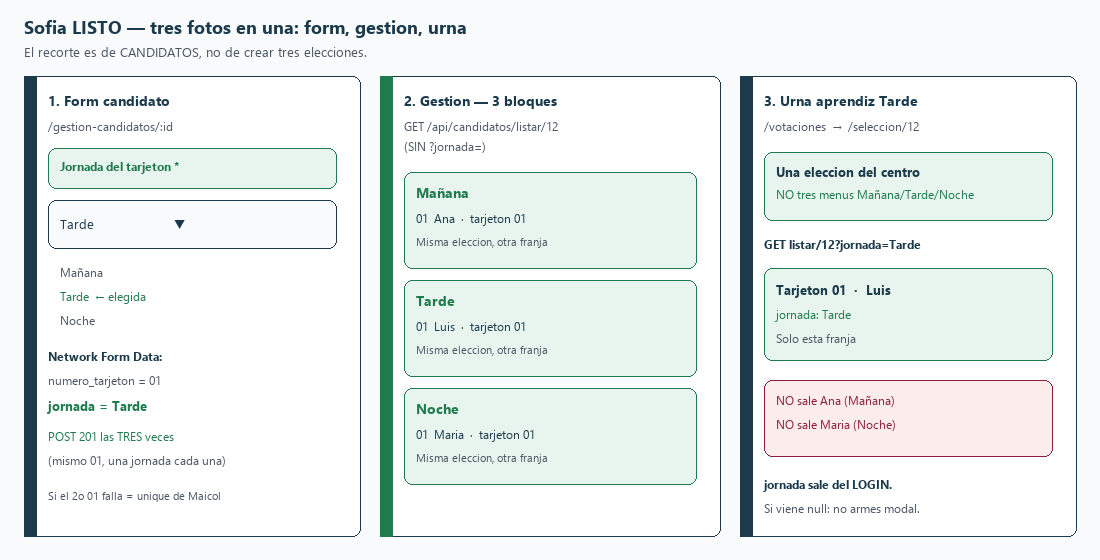 Sofia LISTO — tres fotos en una: form, gestion, urna
El recorte es de CANDIDATOS, no de crear tres elecciones.
1. Form candidato
/gestion-candidatos/:id
Jornada del tarjeton *
Tarde ▼
Mañana
Tarde ← elegida
Noche
Network Form Data:
numero_tarjeton = 01
jornada = Tarde
POST 201 las TRES veces
(mismo 01, una jornada cada una)
Si el 2o 01 falla = unique de Maicol
2. Gestion — 3 bloques
GET /api/candidatos/listar/12
(SIN ?jornada=)
Mañana
01 Ana · tarjeton 01
Misma eleccion, otra franja
Tarde
01 Luis · tarjeton 01
Misma eleccion, otra franja
Noche
01 Maria · tarjeton 01
Misma eleccion, otra franja
3. Urna aprendiz Tarde
/votaciones → /seleccion/12
Una eleccion del centro
NO tres menus Mañana/Tarde/Noche
GET listar/12?jornada=Tarde
Tarjeton 01 · Luis
jornada: Tarde
Solo esta franja
NO sale Ana (Mañana)
NO sale Maria (Noche)
jornada sale del LOGIN.
Si viene null: no armes modal.